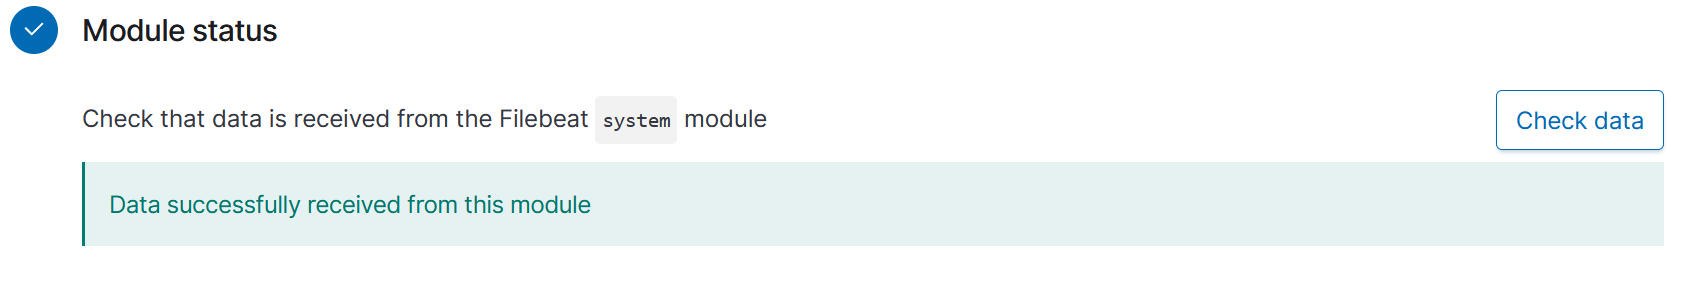 Module status
Check that data is received from the Filebeat system module
Check data
Data successfully received from this module